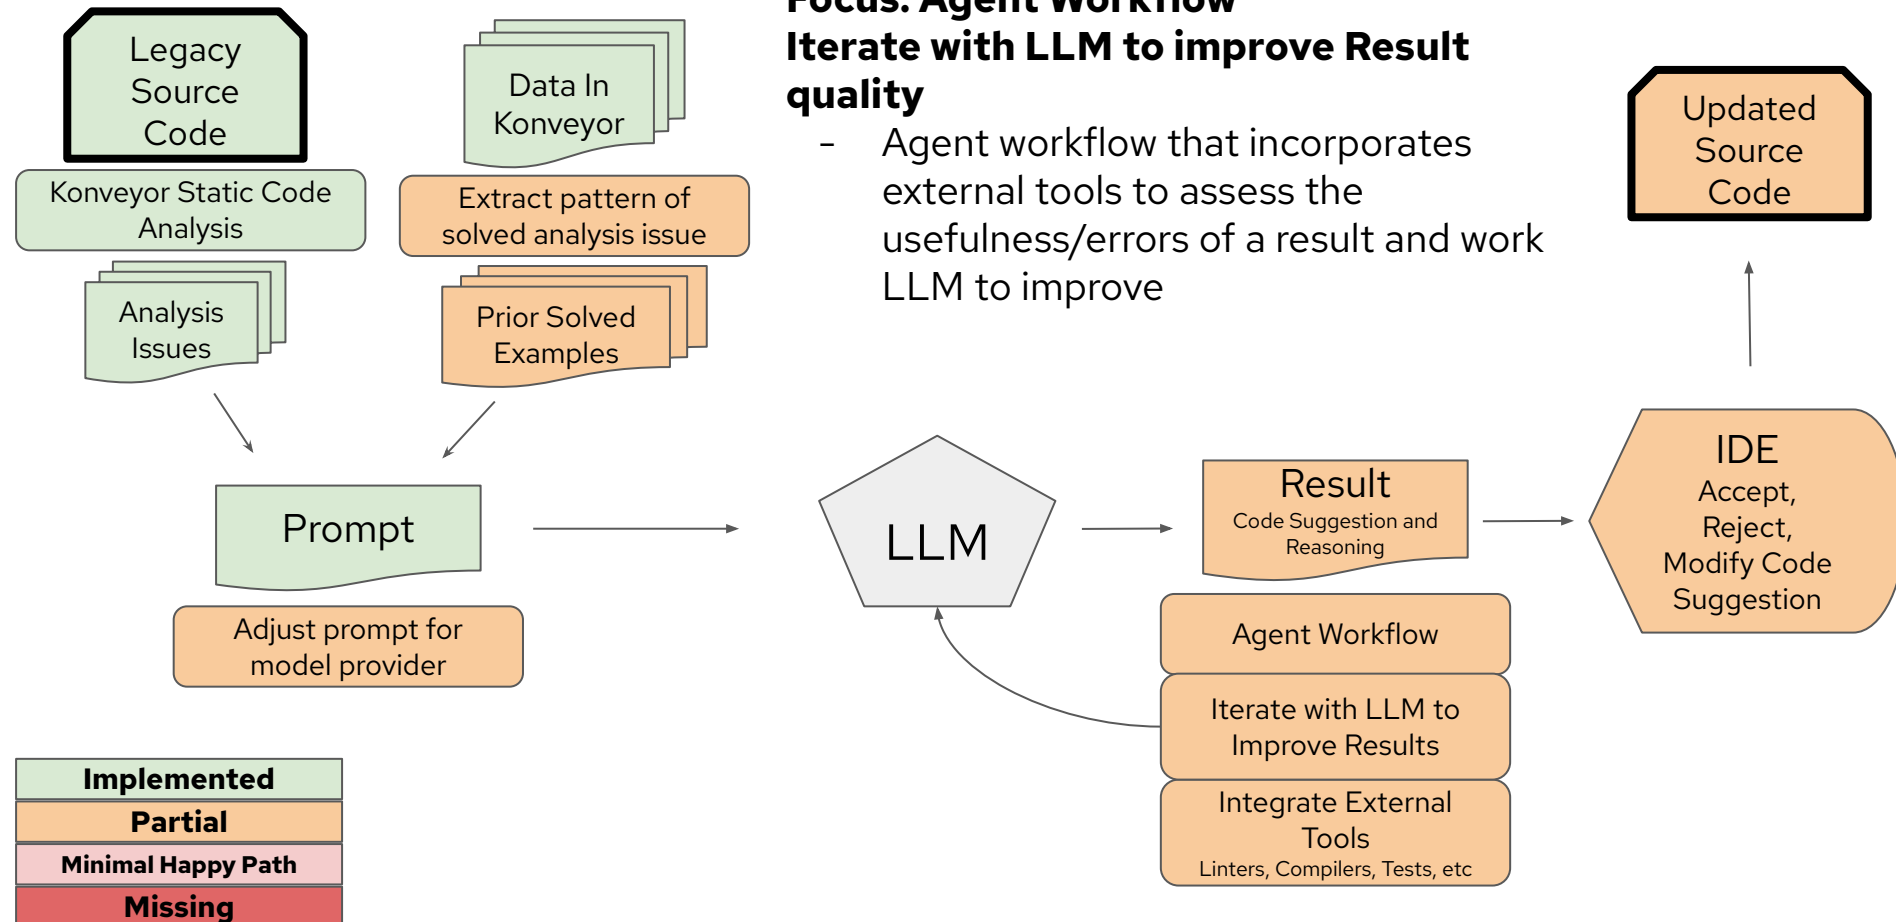 Legacy
Source
Code
Konveyor Static Code
Analysis
Analysis
Issues
Data In
Konveyor
Extract pattern of
solved analysis issue
Prior Solved
Examples
Focus: Agent Workflow
Iterate with LLM to improve Result
quality
- Agent workflow that incorporates
external tools to assess the
usefulness/errors of a result and work
LLM to improve
Updated
Source
Code
Prompt
Adjust prompt for
model provider
LLM
Result
Code Suggestion and
Reasoning
Agent Workflow
Iterate with LLM to
Improve Results
Integrate External
Tools
Linters, Compilers, Tests, etc
IDE
Accept,
Reject,
Modify Code
Suggestion
Implemented
Partial
Minimal Happy Path
Missing